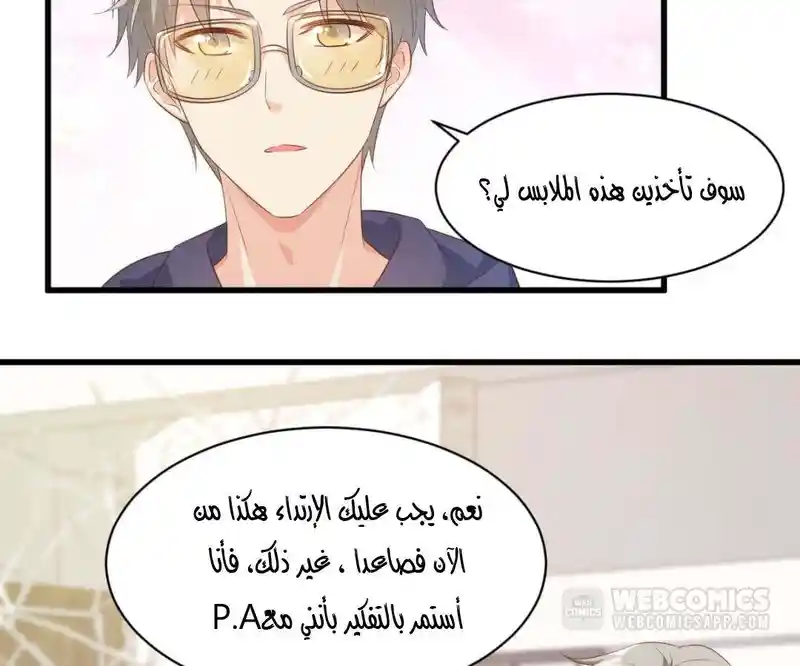 سوف تأخذين هذه الملابس لي؟
نعم، يجب عليك الإرتداء هكذا من
الآن فصاعدا ، غير ذلك، فأنا
أستمر بالتفكير بأنني معP.A
WEBCOMICS
WEBCOMICSAPP.COM